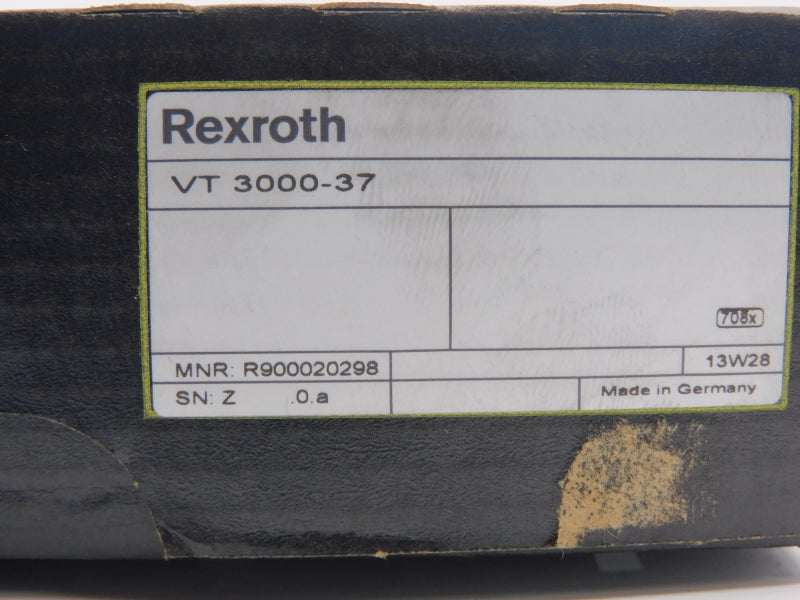 Rexroth
VT 3000-37
708x
MNR: R900020298
13W28
SN: Z .0.a
Made in Germany